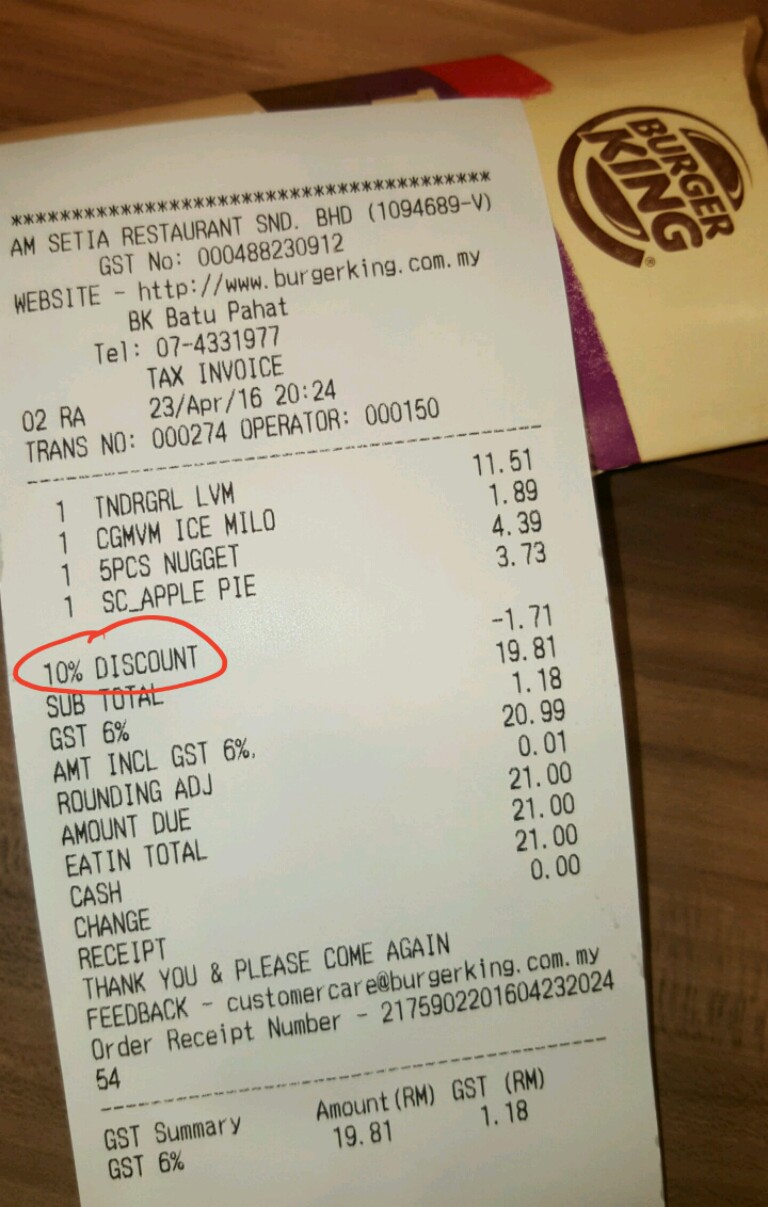 BURGER
KING
®
****************************************
AM SETIA RESTAURANT SND. BHD (1094689-V)
GST No: 000488230912
WEBSITE - http://www.burgerking.com.my
BK Batu Pahat
Tel: 07-4331977
TAX INVOICE
02 RA 23/Apr/16 20:24
TRANS NO: 000274 OPERATOR: 000150
1 TNDRGRL LVM 11.51
1 CGMVM ICE MILO 1.89
1 5PCS NUGGET 4.39
1 SC_APPLE PIE 3.73
10% DISCOUNT -1.71
SUB TOTAL 19.81
GST 6% 1.18
AMT INCL GST 6%, 20.99
ROUNDING ADJ 0.01
AMOUNT DUE 21.00
EATIN TOTAL 21.00
CASH 21.00
CHANGE 0.00
RECEIPT
THANK YOU & PLEASE COME AGAIN
FEEDBACK - customercare@burgerking.com.my
Order Receipt Number - 2175902201604232024
54
GST Summary Amount(RM) GST (RM)
GST 6% 19.81 1.18